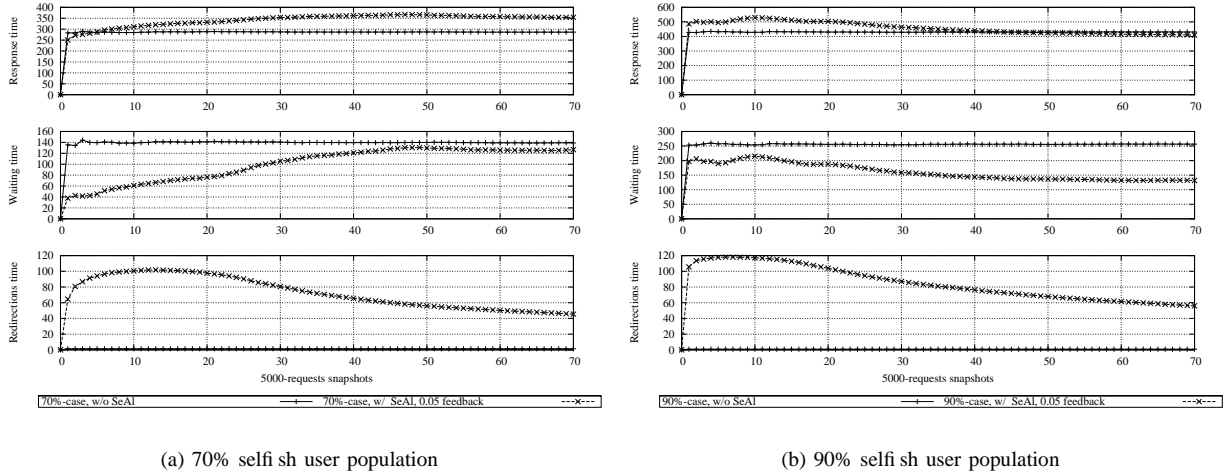 400
350
300
250
200
150
100
50
0
Response time
0 10 20 30 40 50 60 70
160
140
120
100
80
60
40
20
0
Waiting time
0 10 20 30 40 50 60 70
120
100
80
60
40
20
0
Redirections time
0 10 20 30 40 50 60 70
5000-requests snapshots
70%-case, w/o SeAl 70%-case, w/ SeAl, 0.05 feedback
(a) 70% selfish user population
600
500
400
300
200
100
0
Response time
0 10 20 30 40 50 60 70
300
250
200
150
100
50
0
Waiting time
0 10 20 30 40 50 60 70
120
100
80
60
40
20
0
Redirections time
0 10 20 30 40 50 60 70
5000-requests snapshots
90%-case, w/o SeAl 90%-case, w/ SeAl, 0.05 feedback
(b) 90% selfish user population